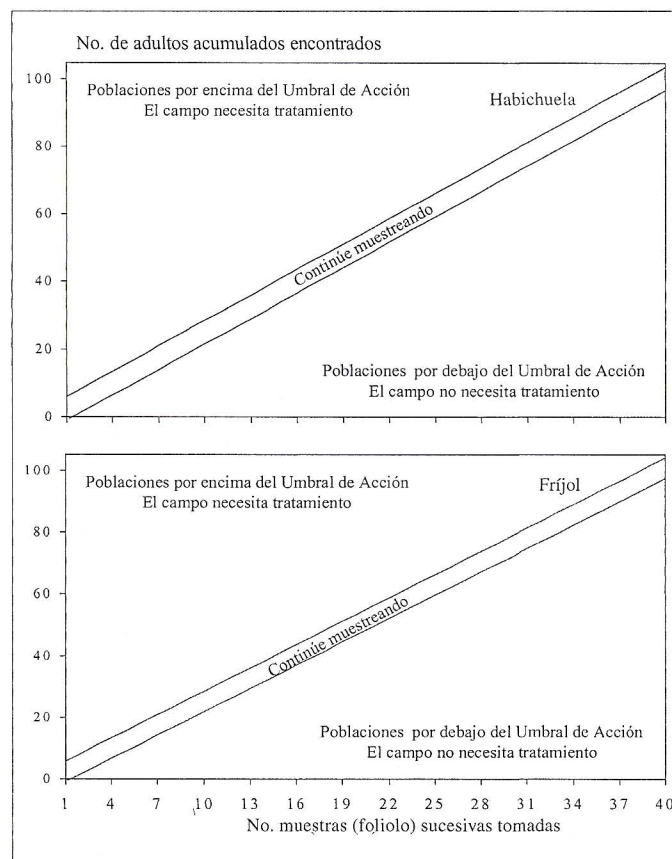 No. de adultos acumulados encontrados
100
80
60
40
20
0
Poblaciones por encima del Umbral de Acción
El campo necesita tratamiento
Habichuela
Continúe muestreando
Poblaciones por debajo del Umbral de Acción
El campo no necesita tratamiento
100
80
60
40
20
0
Poblaciones por encima del Umbral de Acción
El campo necesita tratamiento
Fríjol
Continúe muestreando
Poblaciones por debajo del Umbral de Acción
El campo no necesita tratamiento
1 4 7 10 13 16 19 22 25 28 31 34 37 40
No. muestras (foliolo) sucesivas tomadas